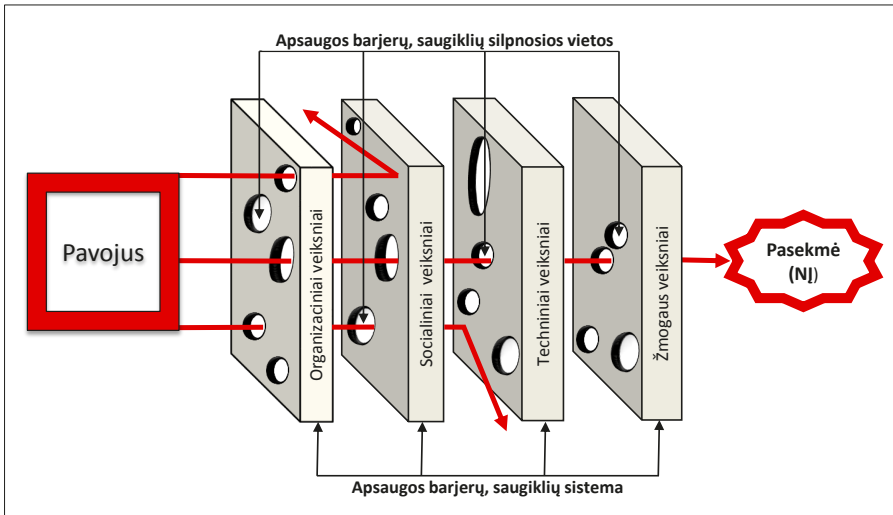 Apsaugos barjerų, saugiklių silpnosios vietos
Pavojus
Organizaciniai veiksniai
Socialiniai veiksniai
Techniniai veiksniai
Žmogaus veiksniai
Pasekmė
(NĮ)
Apsaugos barjerų, saugiklių sistema